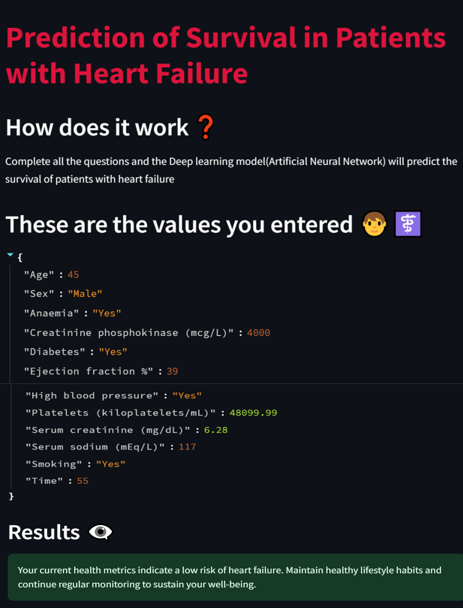 Prediction of Survival in Patients
with Heart Failure
How does it work ❓
Complete all the questions and the Deep learning model(Artificial Neural Network) will predict the
survival of patients with heart failure
These are the values you entered 🧑 ⚕️
{
"Age" : 45
"Sex" : "Male"
"Anaemia" : "Yes"
"Creatinine phosphokinase (mcg/L)" : 4000
"Diabetes" : "Yes"
"Ejection fraction %" : 39
"High blood pressure" : "Yes"
"Platelets (kiloplatelets/mL)" : 48099.99
"Serum creatinine (mg/dL)" : 6.28
"Serum sodium (mEq/L)" : 117
"Smoking" : "Yes"
"Time" : 55
}
Results 👁️‍🗨️
Your current health metrics indicate a low risk of heart failure. Maintain healthy lifestyle habits and
continue regular monitoring to sustain your well-being.